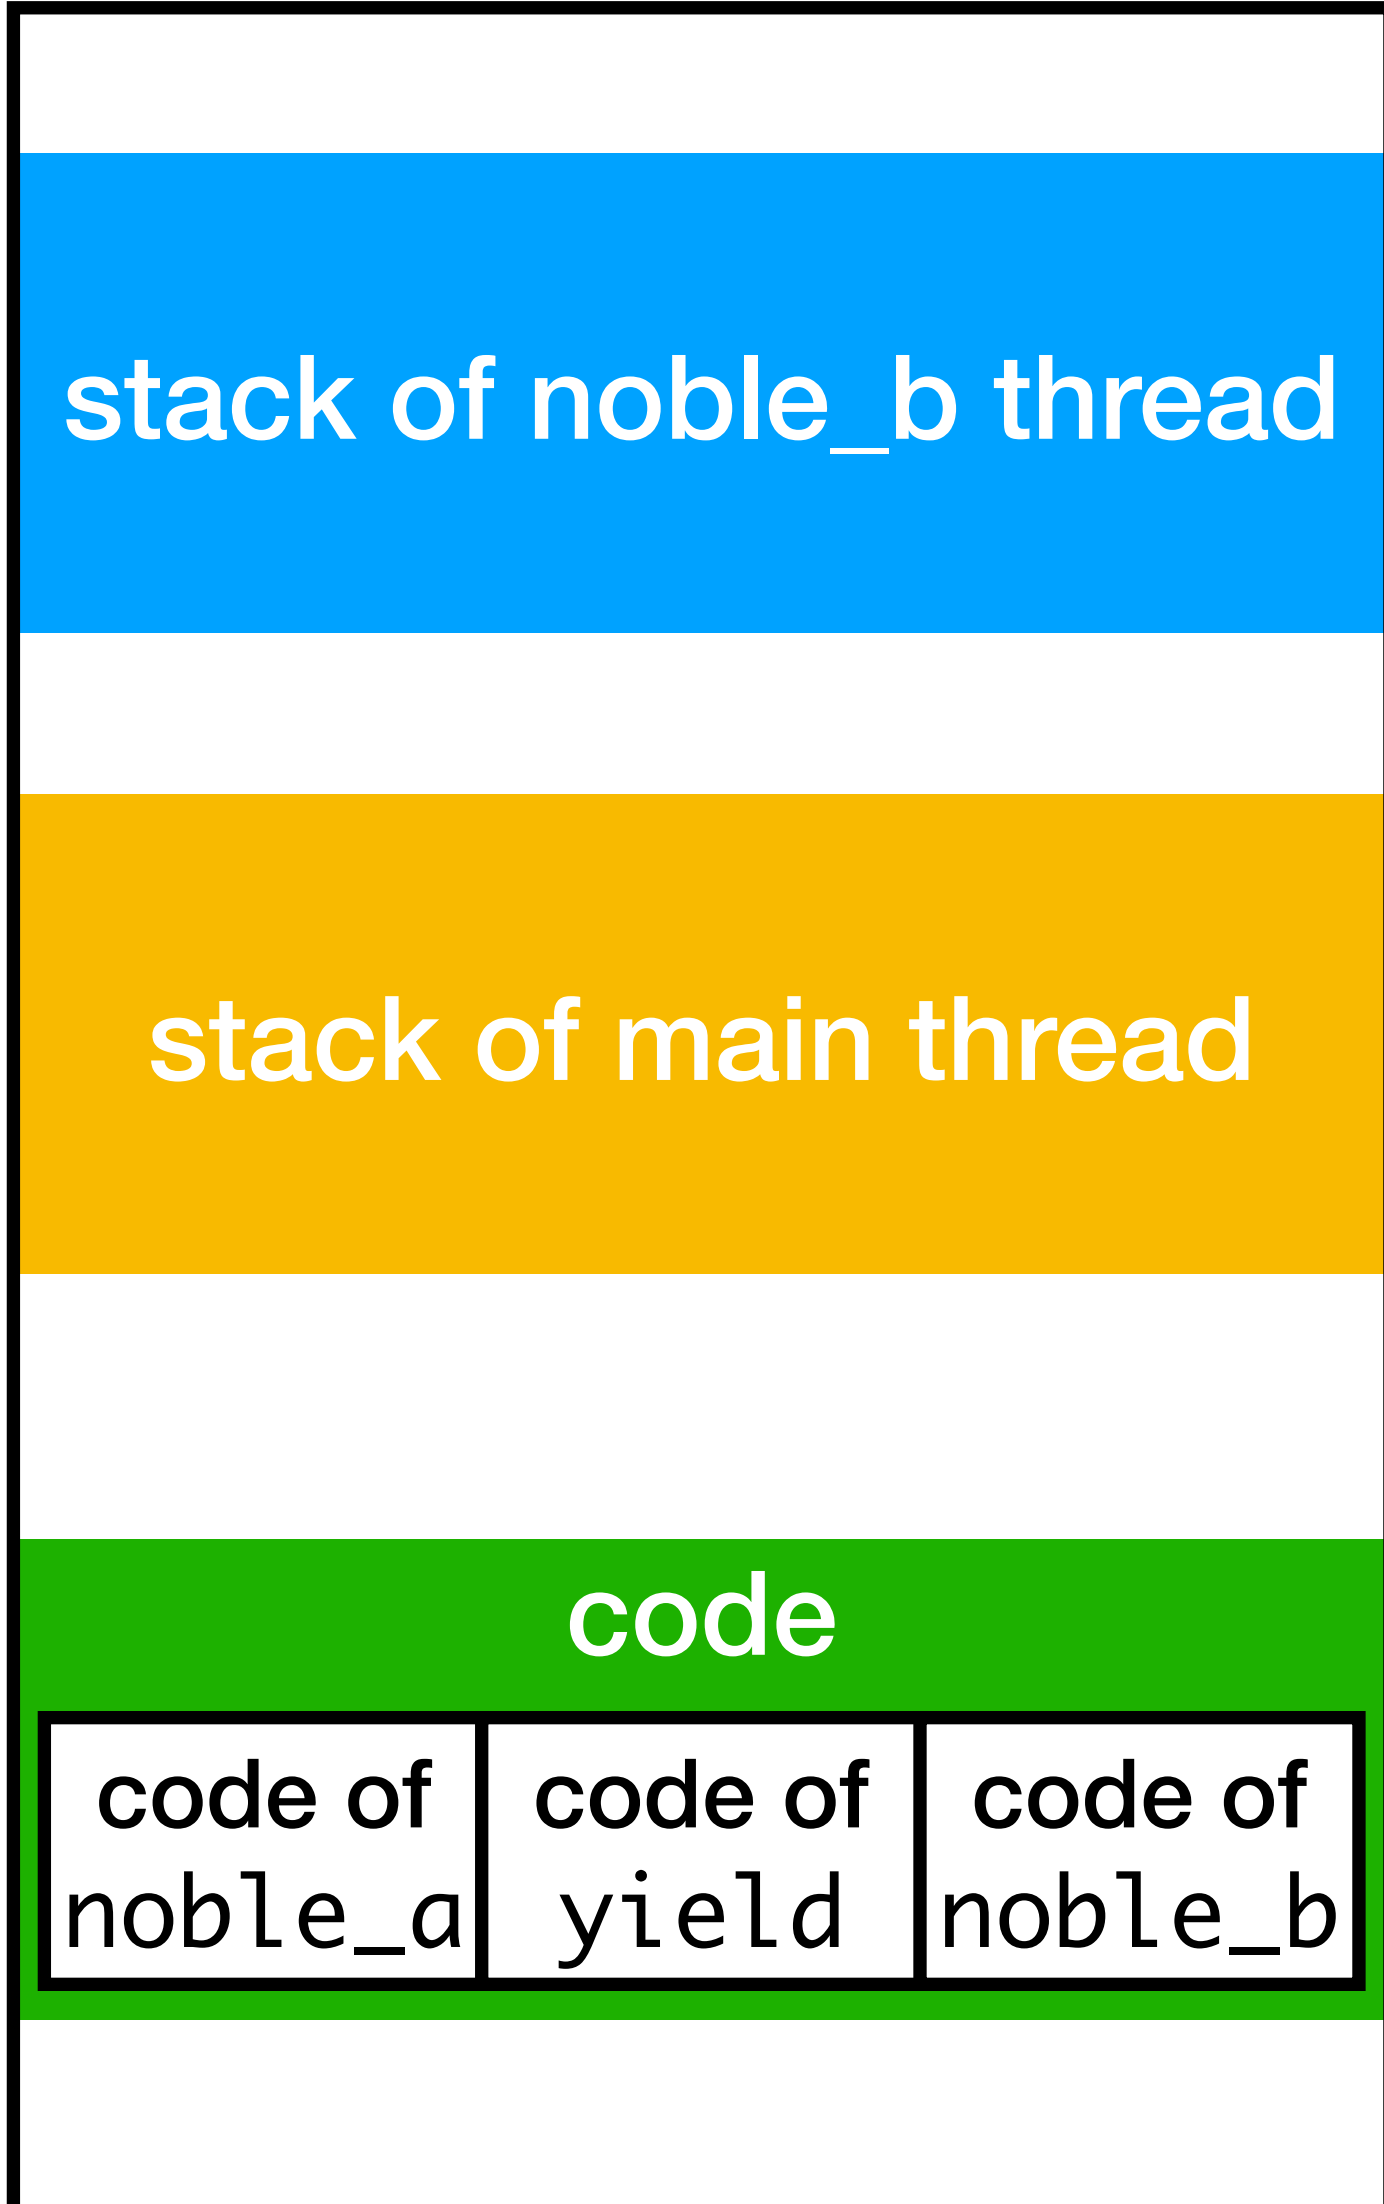 stack of noble_b thread
stack of main thread
code
code of
noble_a
code of
yield
code of
noble_b